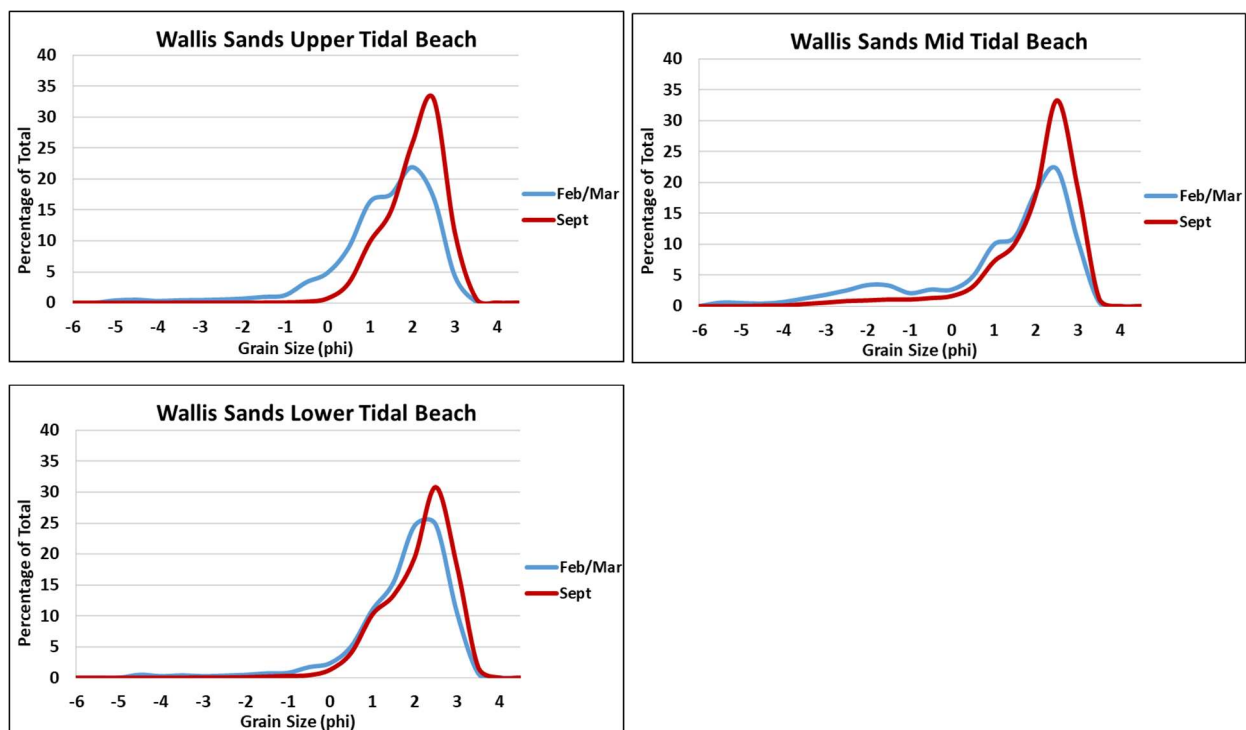 Wallis Sands Upper Tidal Beach
40
35
30
25
20
15
10
5
0
Percentage of Total
-6 -5 -4 -3 -2 -1 0 1 2 3 4
Grain Size (phi)
Feb/Mar
Sept
Wallis Sands Mid Tidal Beach
40
35
30
25
20
15
10
5
0
Percentage of Total
-6 -5 -4 -3 -2 -1 0 1 2 3 4
Grain Size (phi)
Feb/Mar
Sept
Wallis Sands Lower Tidal Beach
40
35
30
25
20
15
10
5
0
Percentage of Total
-6 -5 -4 -3 -2 -1 0 1 2 3 4
Grain Size (phi)
Feb/Mar
Sept